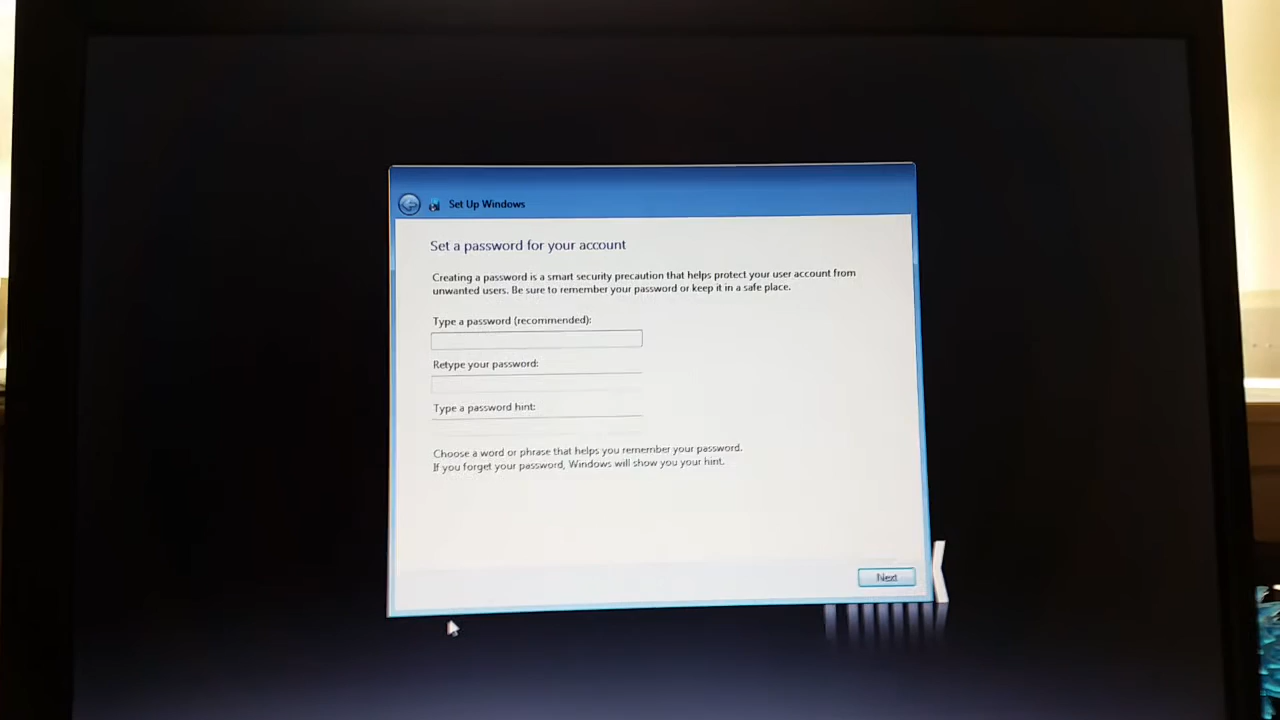 Set Up Windows
Set a password for your account
Creating a password is a smart security precaution that helps protect your user account from
unwanted users. Be sure to remember your password or keep it in a safe place.
Type a password (recommended):
Retype your password:
Type a password hint:
Choose a word or phrase that helps you remember your password.
If you forget your password, Windows will show you your hint.
Next